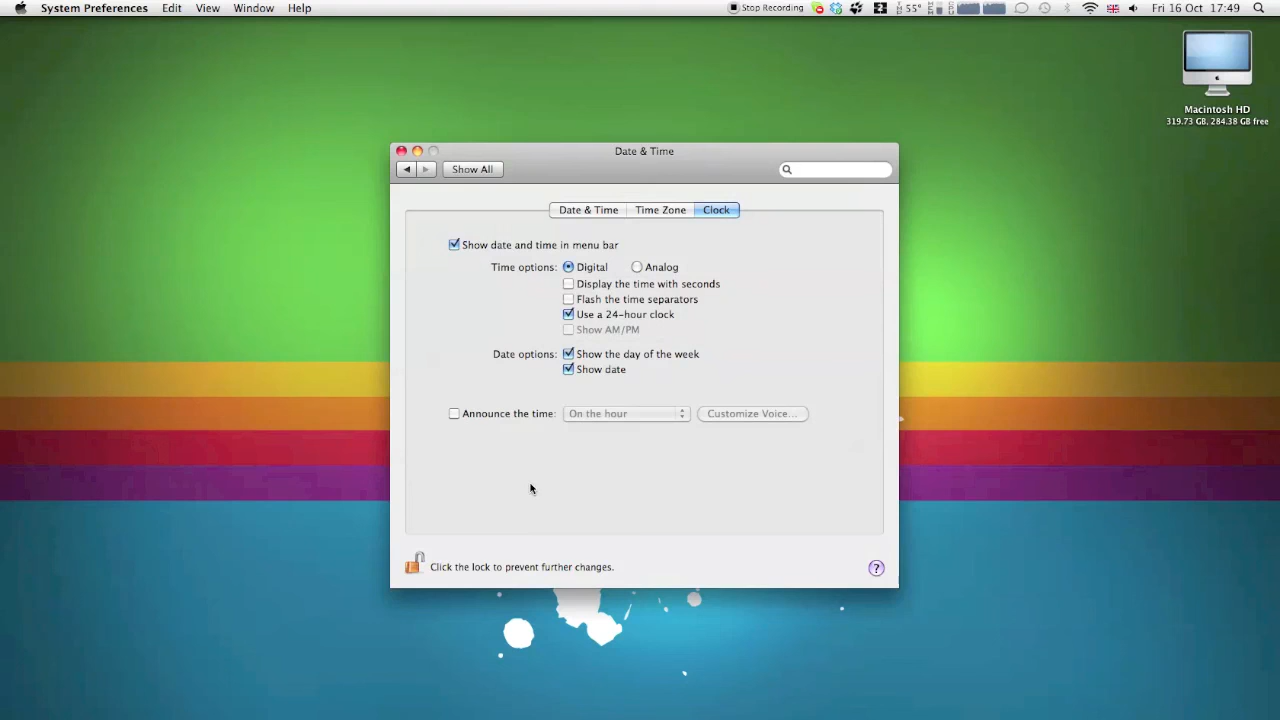 System Preferences Edit View Window Help Stop Recording 55° Fri 16 Oct 17:49
Macintosh HD
319.73 GB, 284.38 GB free
Date & Time
Show All
Date & Time Time Zone Clock
Show date and time in menu bar
Time options: Digital Analog
Display the time with seconds
Flash the time separators
Use a 24-hour clock
Show AM/PM
Date options: Show the day of the week
Show date
Announce the time: On the hour Customize Voice...
Click the lock to prevent further changes. ?